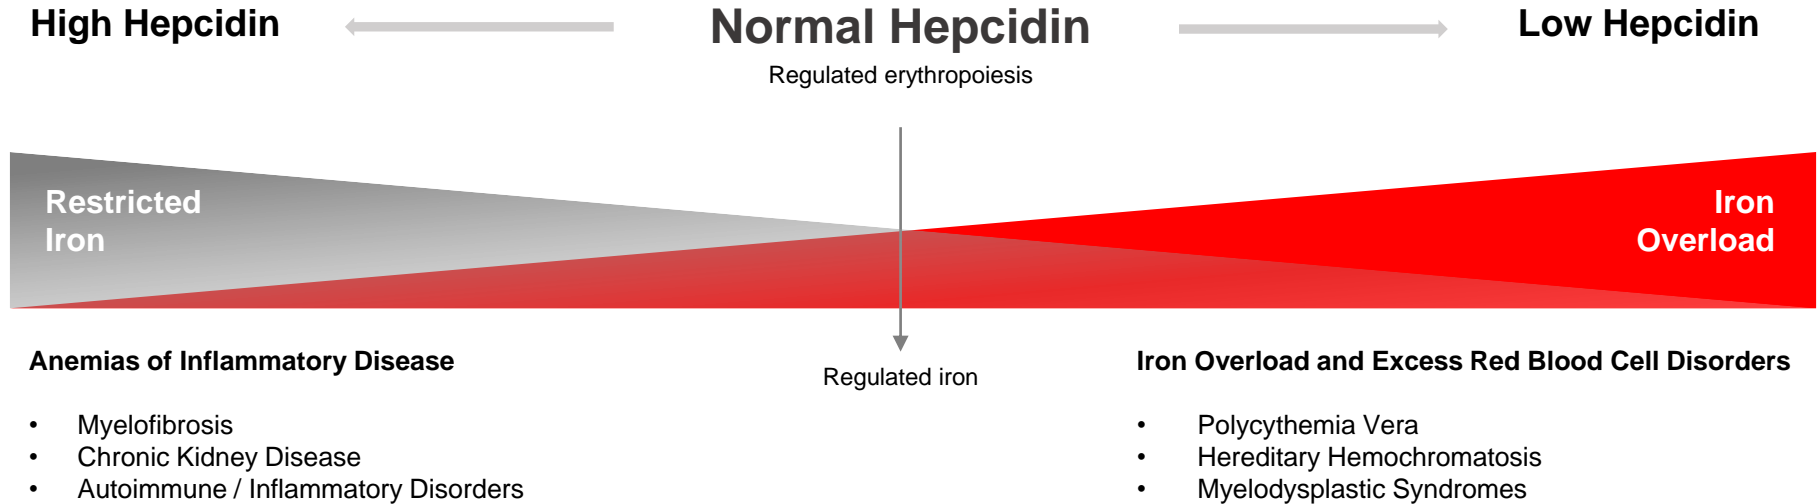 High Hepcidin
Normal Hepcidin
Low Hepcidin
Regulated erythropoiesis
Restricted
Iron
Iron
Overload
Regulated iron
Anemias of Inflammatory Disease
• Myelofibrosis
• Chronic Kidney Disease
• Autoimmune / Inflammatory Disorders
Iron Overload and Excess Red Blood Cell Disorders
• Polycythemia Vera
• Hereditary Hemochromatosis
• Myelodysplastic Syndromes